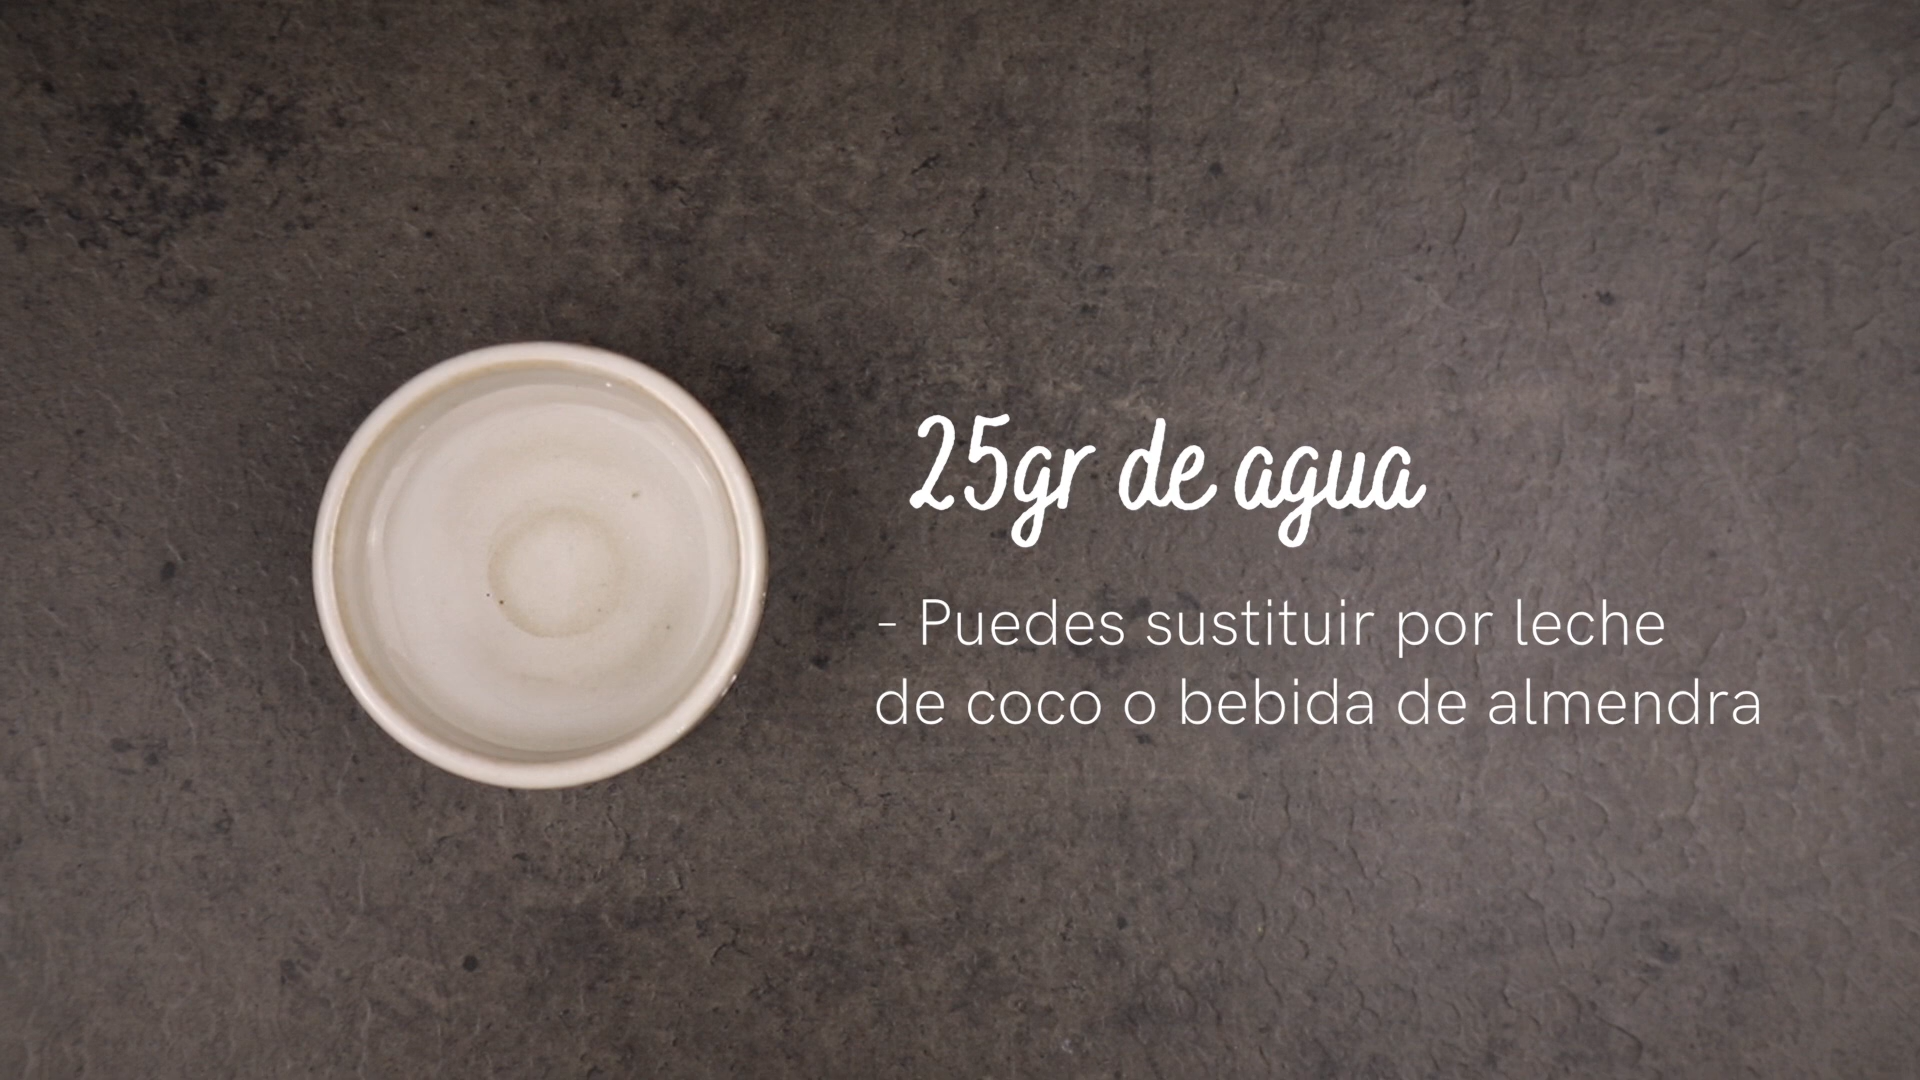 25gr de agua
- Puedes sustituir por leche
de coco o bebida de almendra